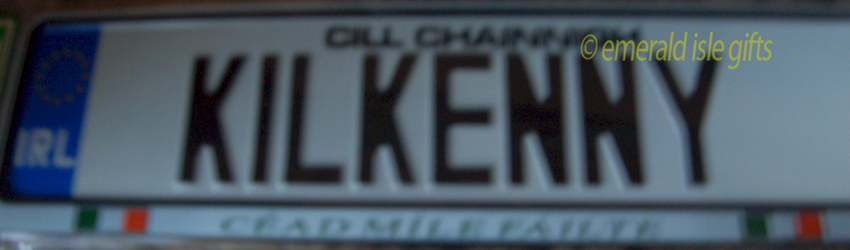 CILL CHAINNIGH
© emerald isle gifts
KILKENNY
IRL
CÉAD MÍLE FÁILTE